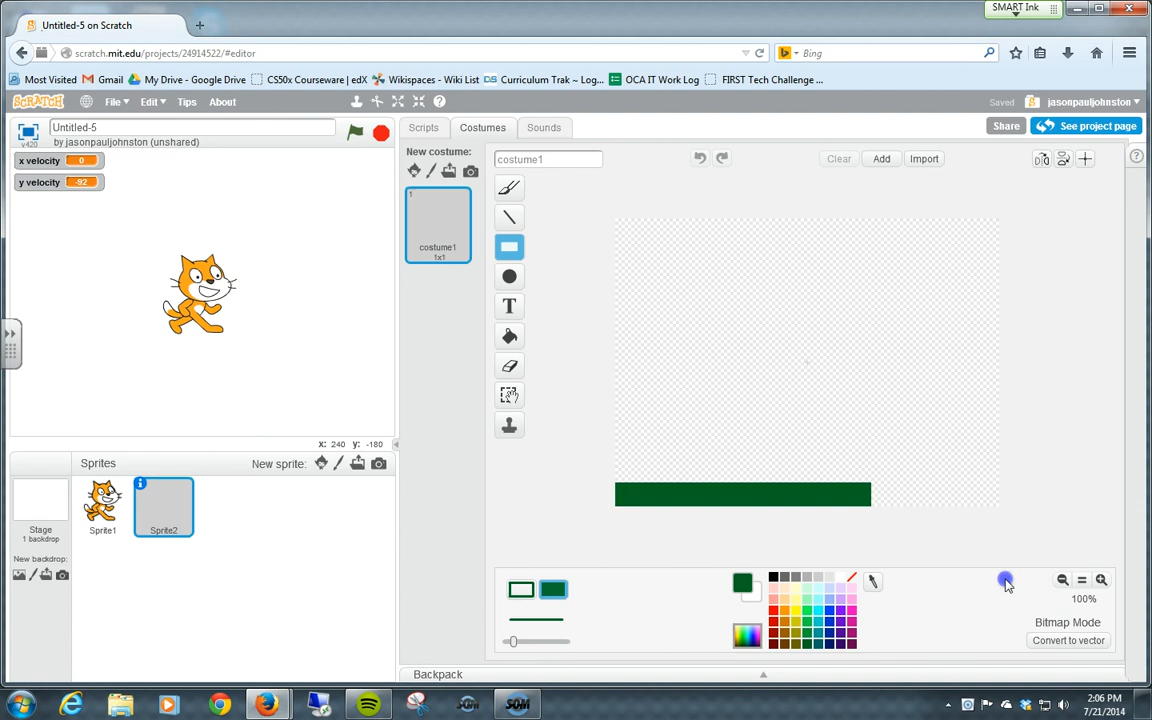 SMART Ink
Untitled-5 on Scratch
scratch.mit.edu/projects/24914522/#editor
Bing
Most Visited
Gmail
My Drive - Google Drive
CS50x Courseware | edX
Wikispaces - Wiki List
Curriculum Trak ~ Log...
OCA IT Work Log
FIRST Tech Challenge ...
SCRATCH
File
Edit
Tips
About
Saved
jasonpauljohnston
Untitled-5
by jasonpauljohnston (unshared)
v420
Scripts
Costumes
Sounds
Share
See project page
x velocity 0
y velocity -92
New costume:
costume1
Clear
Add
Import
1
costume1
1x1
T
x: 240 y: -180
Sprites
New sprite:
Stage
1 backdrop
Sprite1
Sprite2
New backdrop:
100%
Bitmap Mode
Convert to vector
Backpack
SOM
SOM
2:06 PM
7/21/2014